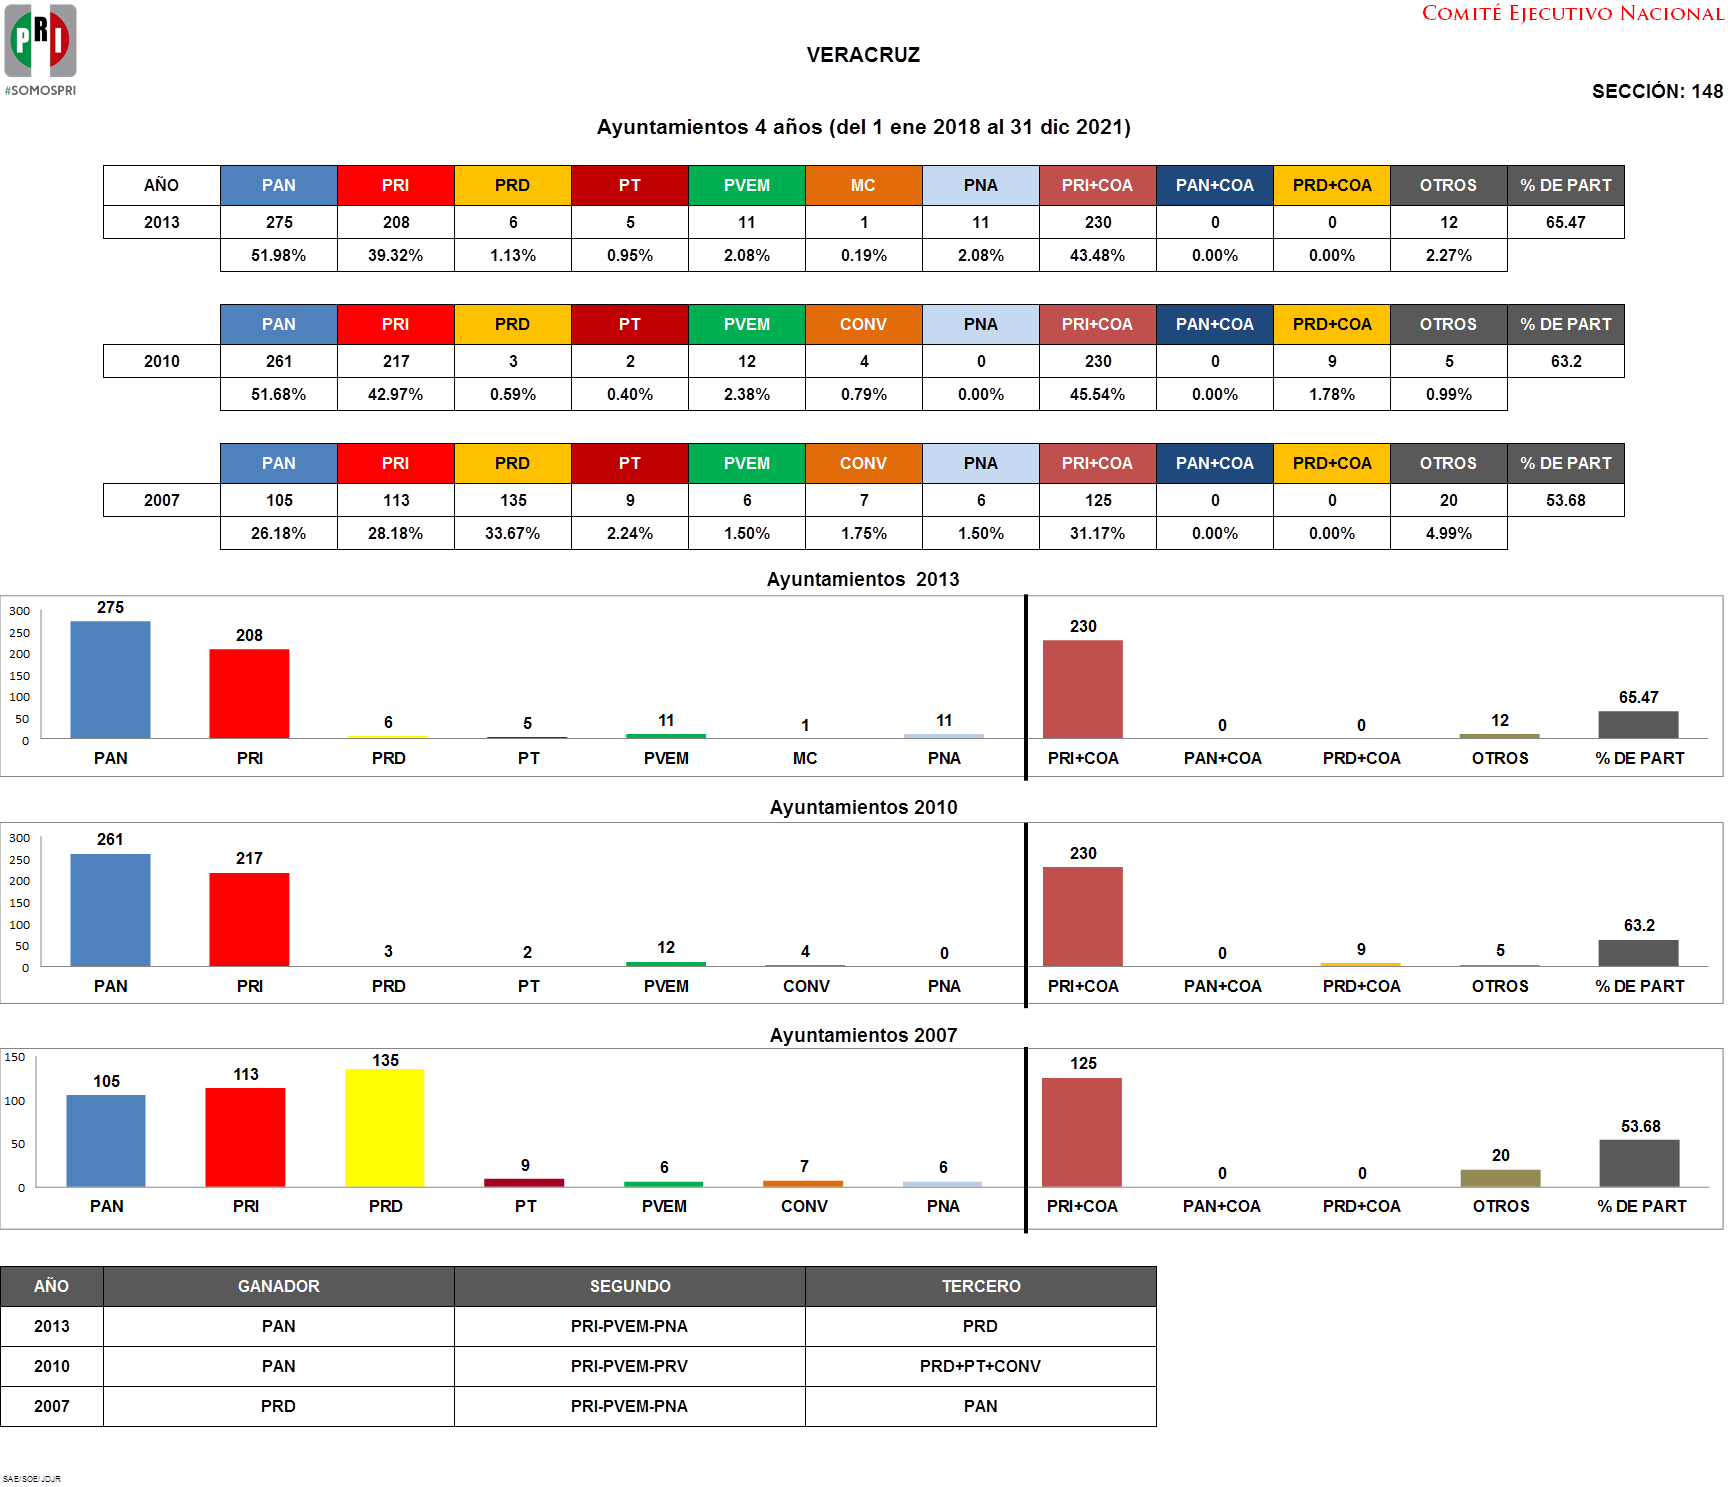 PRI
#SOMOSPRI
COMITÉ EJECUTIVO NACIONAL
VERACRUZ
SECCIÓN: 148
Ayuntamientos 4 años (del 1 ene 2018 al 31 dic 2021)
AÑO PAN PRI PRD PT PVEM MC PNA PRI+COA PAN+COA PRD+COA OTROS % DE PART
2013 275 208 6 5 11 1 11 230 0 0 12 65.47
51.98% 39.32% 1.13% 0.95% 2.08% 0.19% 2.08% 43.48% 0.00% 0.00% 2.27%
PAN PRI PRD PT PVEM CONV PNA PRI+COA PAN+COA PRD+COA OTROS % DE PART
2010 261 217 3 2 12 4 0 230 0 9 5 63.2
51.68% 42.97% 0.59% 0.40% 2.38% 0.79% 0.00% 45.54% 0.00% 1.78% 0.99%
PAN PRI PRD PT PVEM CONV PNA PRI+COA PAN+COA PRD+COA OTROS % DE PART
2007 105 113 135 9 6 7 6 125 0 0 20 53.68
26.18% 28.18% 33.67% 2.24% 1.50% 1.75% 1.50% 31.17% 0.00% 0.00% 4.99%
Ayuntamientos 2013
300
250
200
150
100
50
0
275 208 6 5 11 1 11 230 0 0 12 65.47
PAN PRI PRD PT PVEM MC PNA PRI+COA PAN+COA PRD+COA OTROS % DE PART
Ayuntamientos 2010
300
250
200
150
100
50
0
261 217 3 2 12 4 0 230 0 9 5 63.2
PAN PRI PRD PT PVEM CONV PNA PRI+COA PAN+COA PRD+COA OTROS % DE PART
Ayuntamientos 2007
150
100
50
0
105 113 135 9 6 7 6 125 0 0 20 53.68
PAN PRI PRD PT PVEM CONV PNA PRI+COA PAN+COA PRD+COA OTROS % DE PART
AÑO GANADOR SEGUNDO TERCERO
2013 PAN PRI-PVEM-PNA PRD
2010 PAN PRI-PVEM-PRV PRD+PT+CONV
2007 PRD PRI-PVEM-PNA PAN
SAE/SOE/JDJR